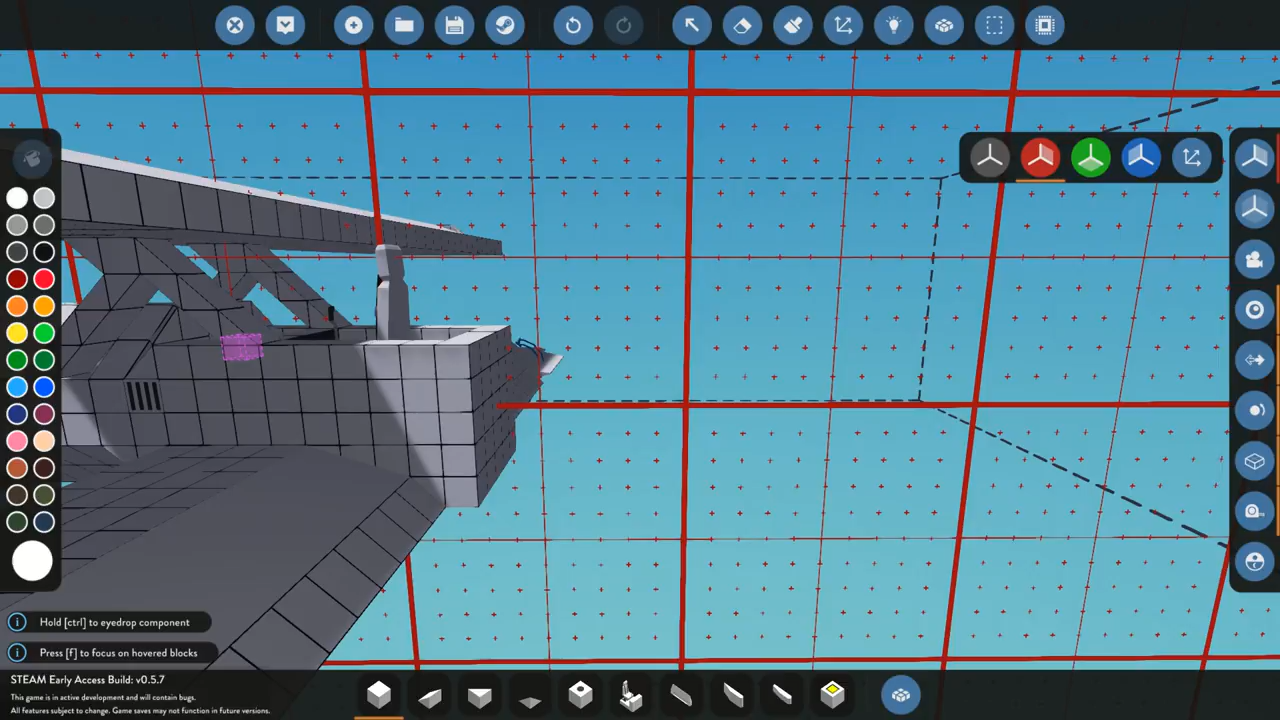 Hold [ctrl] to eyedrop component
Press [f] to focus on hovered blocks
STEAM Early Access Build: v0.5.7
This game is in active development and will contain bugs.
All features subject to change. Game saves may not function in future versions.